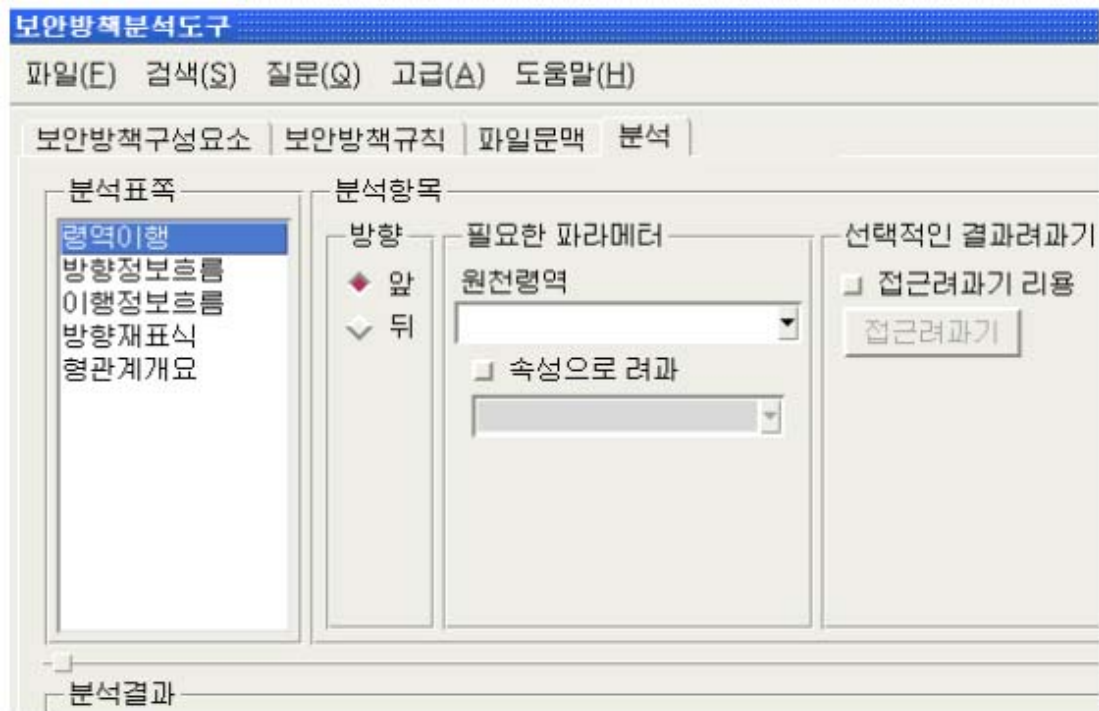 보안방책분석도구
파일(F) 검색(S) 질문(Q) 고급(A) 도움말(H)
보안방책구성요소 보안방책규칙 파일문맥 분석
분석표쪽
령역이행
방향정보흐름
이행정보흐름
방향재표식
형관계개요
분석항목
방향
앞
뒤
필요한 파라메터
원천령역
속성으로 려과
선택적인 결과려과기
접근려과기 리용
접근려과기
분석결과